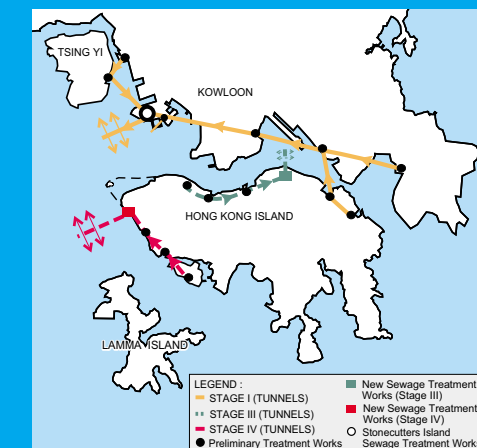 TSING YI
KOWLOON
HONG KONG ISLAND
LAMMA ISLAND
LEGEND :
STAGE I (TUNNELS)
STAGE III (TUNNELS)
STAGE IV (TUNNELS)
Preliminary Treatment Works
New Sewage Treatment
Works (Stage III)
New Sewage Treatment
Works (Stage IV)
Stonecutters Island
Sewage Treatment Work